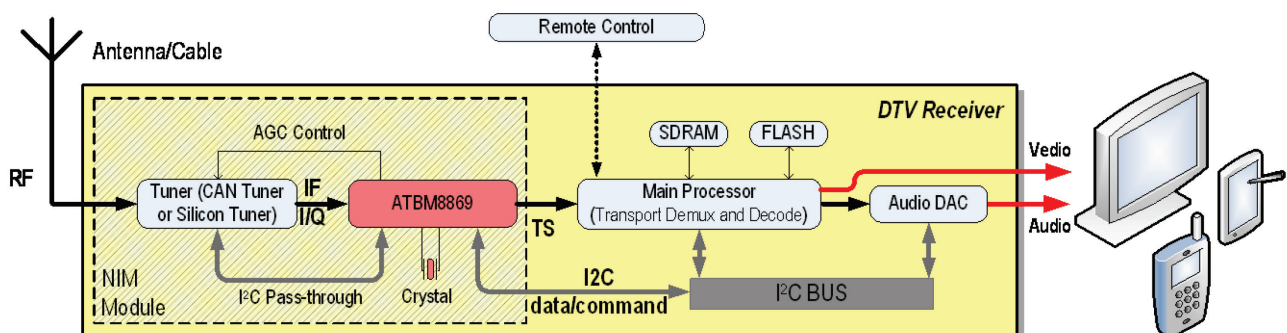 Remote Control
Antenna/Cable
DTV Receiver
AGC Control
SDRAM
FLASH
Vedio
RF
Tuner (CAN Tuner
or Silicon Tuner)
IF
I/Q
ATBM8869
TS
Main Processor
(Transport Demux and Decode)
Audio DAC
Audio
NIM
Module
I²C Pass-through
Crystal
I2C
data/command
I²C BUS